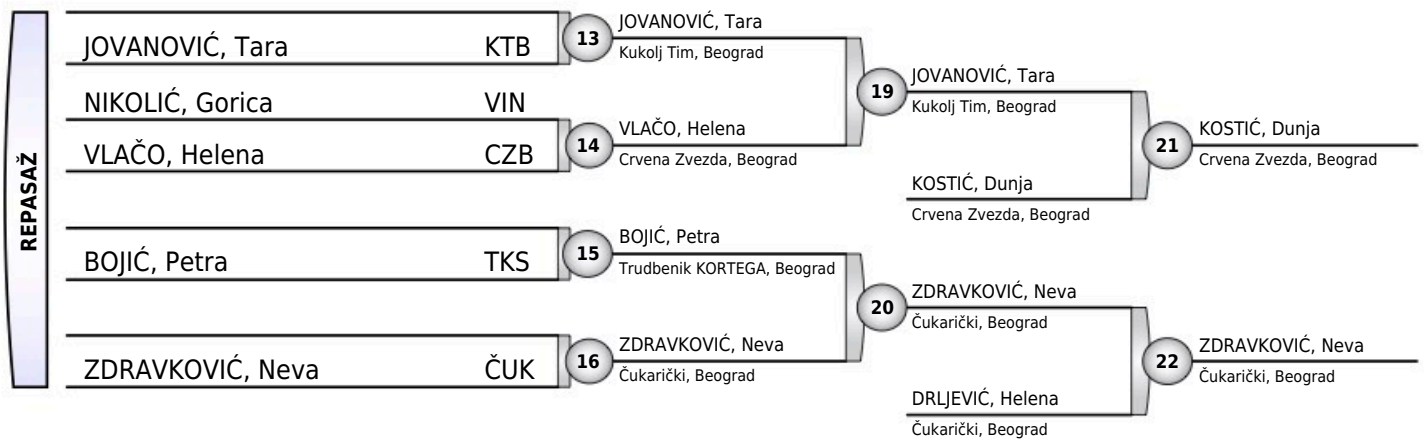 REPASAŽ
JOVANOVIĆ, Tara KTB
NIKOLIĆ, Gorica VIN
VLAČO, Helena CZB
BOJIĆ, Petra TKS
ZDRAVKOVIĆ, Neva ČUK
13
JOVANOVIĆ, Tara
Kukolj Tim, Beograd
14
VLAČO, Helena
Crvena Zvezda, Beograd
15
BOJIĆ, Petra
Trudbenik KORTEGA, Beograd
16
ZDRAVKOVIĆ, Neva
Čukarički, Beograd
19
JOVANOVIĆ, Tara
Kukolj Tim, Beograd
KOSTIĆ, Dunja
Crvena Zvezda, Beograd
20
ZDRAVKOVIĆ, Neva
Čukarički, Beograd
DRLJEVIĆ, Helena
Čukarički, Beograd
21
KOSTIĆ, Dunja
Crvena Zvezda, Beograd
22
ZDRAVKOVIĆ, Neva
Čukarički, Beograd